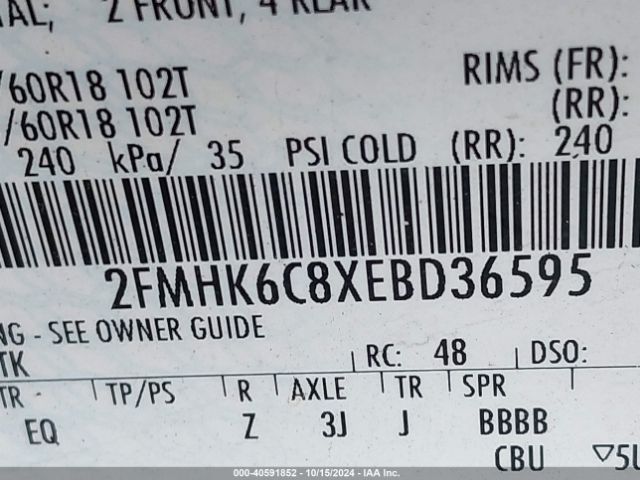 2 FRONT, 4 REAR
/60R18 102T RIMS (FR):
/60R18 102T (RR):
240 kPa/ 35 PSI COLD (RR): 240
2FMHK6C8XEBD36595
NG - SEE OWNER GUIDE
TK RC: 48 DSO:
TR TP/PS R AXLE TR SPR
EQ Z 3J J BBBB
CBU ▽5U
000-40591852 - 10/15/2024 - IAA Inc.